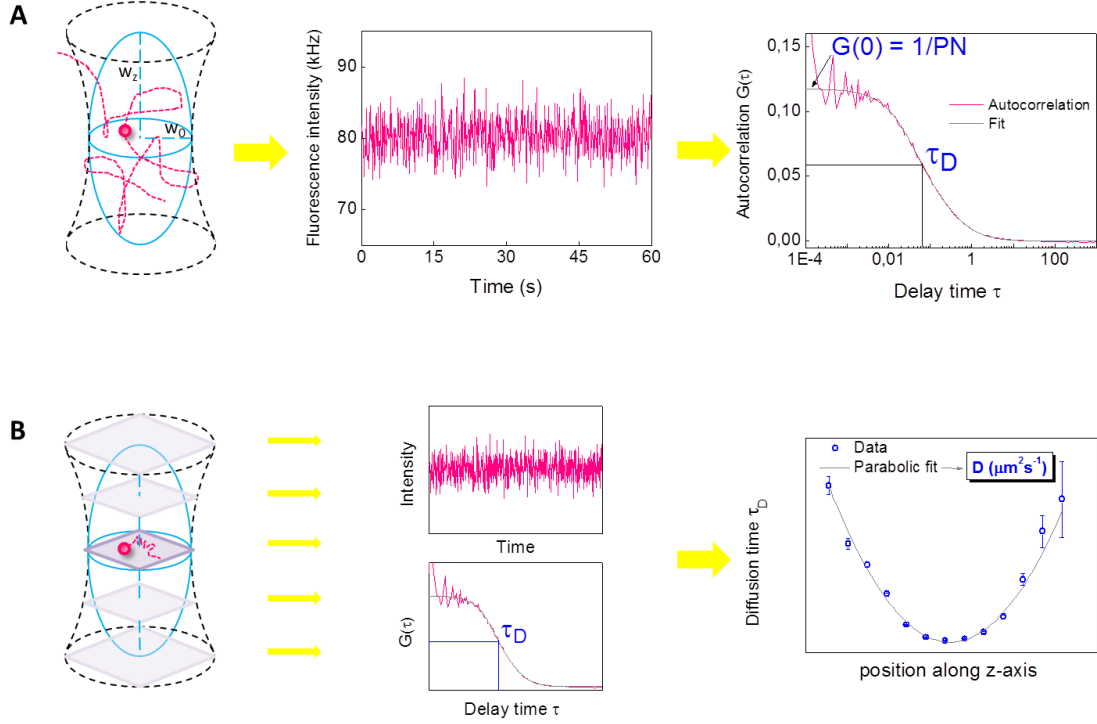 A
w_z
w_0
Fluorescence intensity (kHz)
90
80
70
0
15
30
45
60
Time (s)
Autocorrelation G(τ)
0,15
0,10
0,05
0,00
1E-4
0,01
1
100
Delay time τ
G(0) = 1/PN
Autocorrelation
Fit
τ_D
B
Intensity
Time
G(τ)
τ_D
Delay time τ
Diffusion time τ_D
Data
Parabolic fit
D (μm²s⁻¹)
position along z-axis